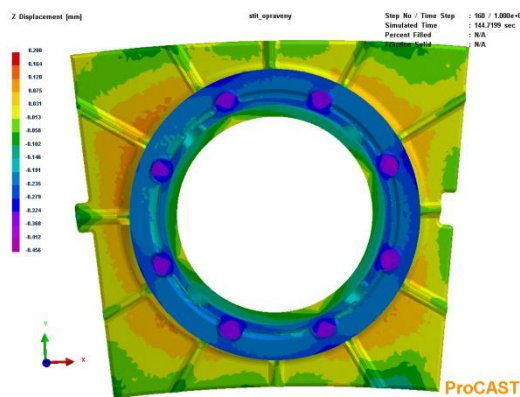 Z Displacement [mm]
stit_opraveny
Step No / Time Step : 160 / 1.000e+0
Simulated Time : 144.7199 sec
Percent Filled : N/A
Fraction Solid : N/A
0.208
0.164
0.120
0.075
0.031
-0.013
-0.058
-0.102
-0.146
-0.191
-0.235
-0.279
-0.324
-0.368
-0.412
-0.456
Y
X
ProCAST